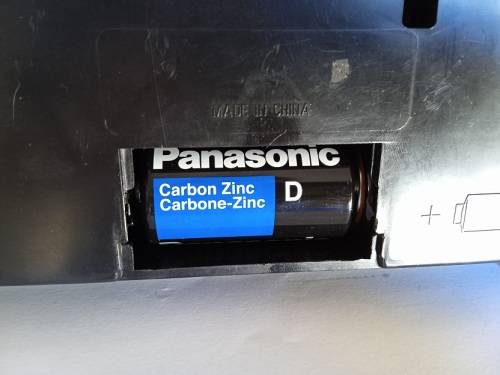 MADE IN CHINA
Panasonic
Carbon Zinc
Carbone-Zinc
D
+